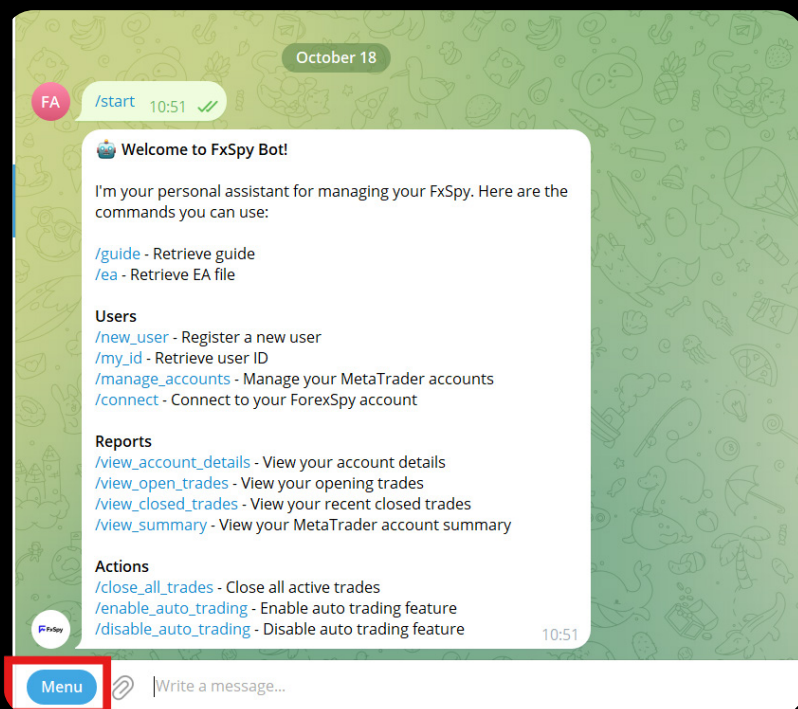 October 18
FA
/start 10:51
Welcome to FxSpy Bot!
I'm your personal assistant for managing your FxSpy. Here are the
commands you can use:
/guide - Retrieve guide
/ea - Retrieve EA file
Users
/new_user - Register a new user
/my_id - Retrieve user ID
/manage_accounts - Manage your MetaTrader accounts
/connect - Connect to your ForexSpy account
Reports
/view_account_details - View your account details
/view_open_trades - View your opening trades
/view_closed_trades - View your recent closed trades
/view_summary - View your MetaTrader account summary
Actions
/close_all_trades - Close all active trades
/enable_auto_trading - Enable auto trading feature
/disable_auto_trading - Disable auto trading feature
FxSpy
10:51
Menu
Write a message...